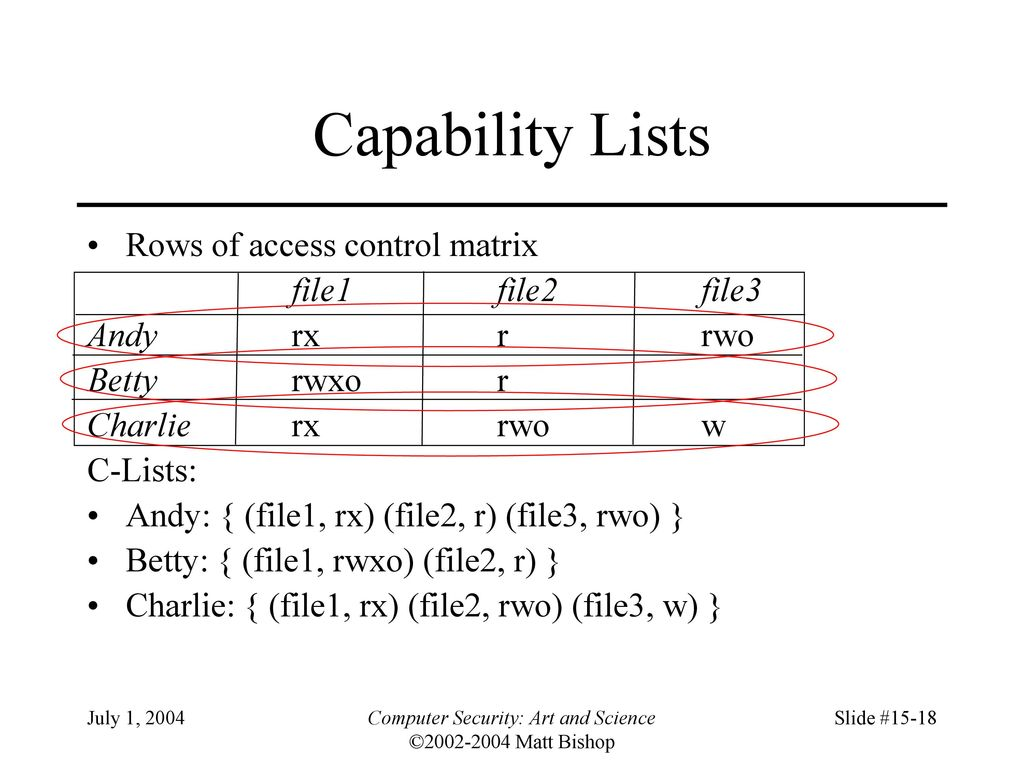 Capability Lists
• Rows of access control matrix
file1 file2 file3
Andy rx r rwo
Betty rwxo r
Charlie rx rwo w
C-Lists:
• Andy: { (file1, rx) (file2, r) (file3, rwo) }
• Betty: { (file1, rwxo) (file2, r) }
• Charlie: { (file1, rx) (file2, rwo) (file3, w) }
July 1, 2004 Computer Security: Art and Science Slide #15-18
©2002-2004 Matt Bishop